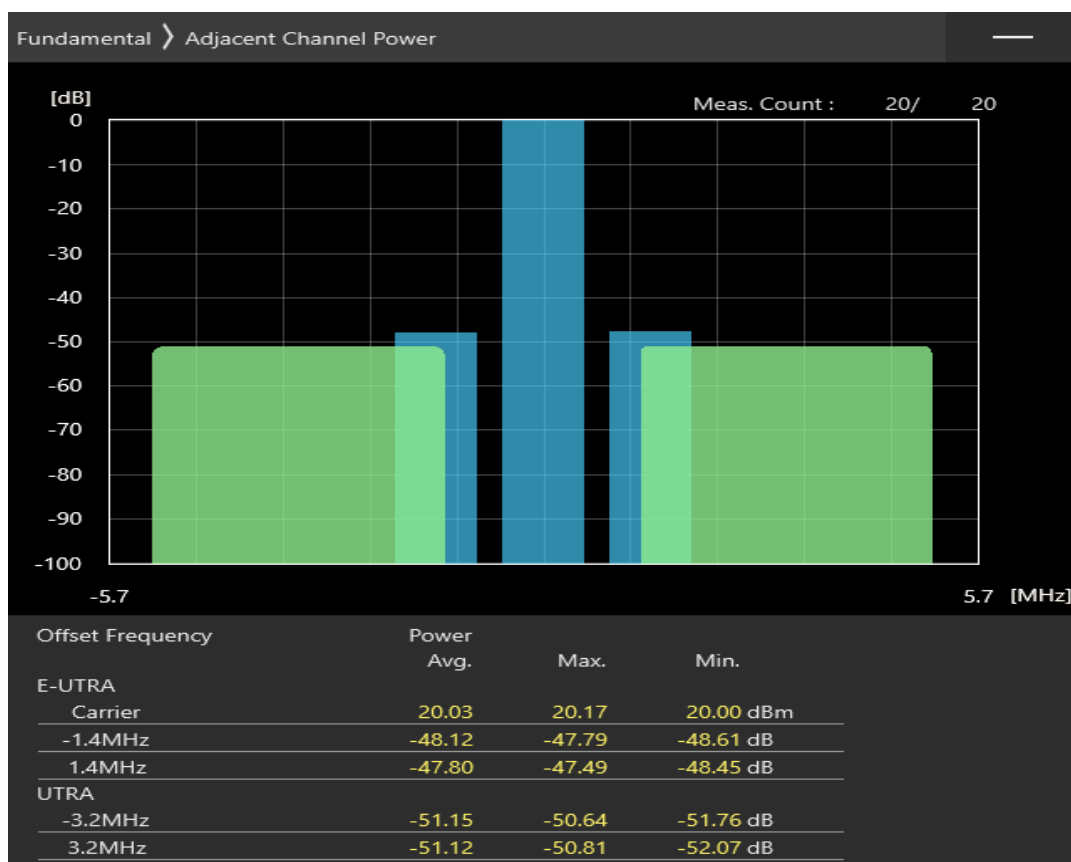 Fundamental ❯ Adjacent Channel Power
[dB]
Meas. Count : 20/ 20
0
-10
-20
-30
-40
-50
-60
-70
-80
-90
-100
-5.7 5.7 [MHz]
Offset Frequency Power
Avg. Max. Min.
E-UTRA
Carrier 20.03 20.17 20.00 dBm
-1.4MHz -48.12 -47.79 -48.61 dB
1.4MHz -47.80 -47.49 -48.45 dB
UTRA
-3.2MHz -51.15 -50.64 -51.76 dB
3.2MHz -51.12 -50.81 -52.07 dB